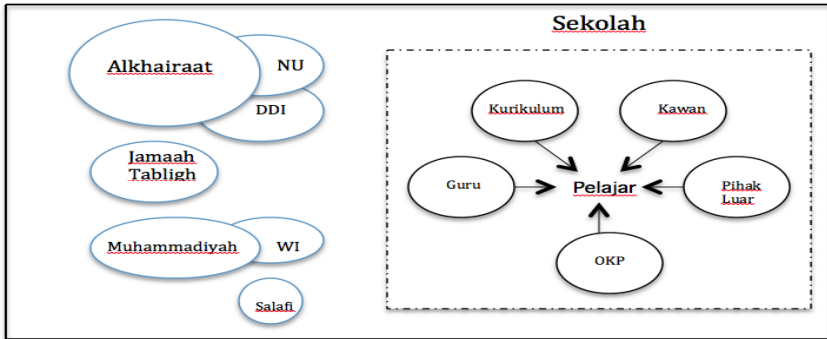 Sekolah
Alkhairaat
NU
DDI
Jamaah
Tabligh
Muhammadiyah
WI
Salafi
Kurikulum
Kawan
Guru
Pelajar
Pihak
Luar
OKP